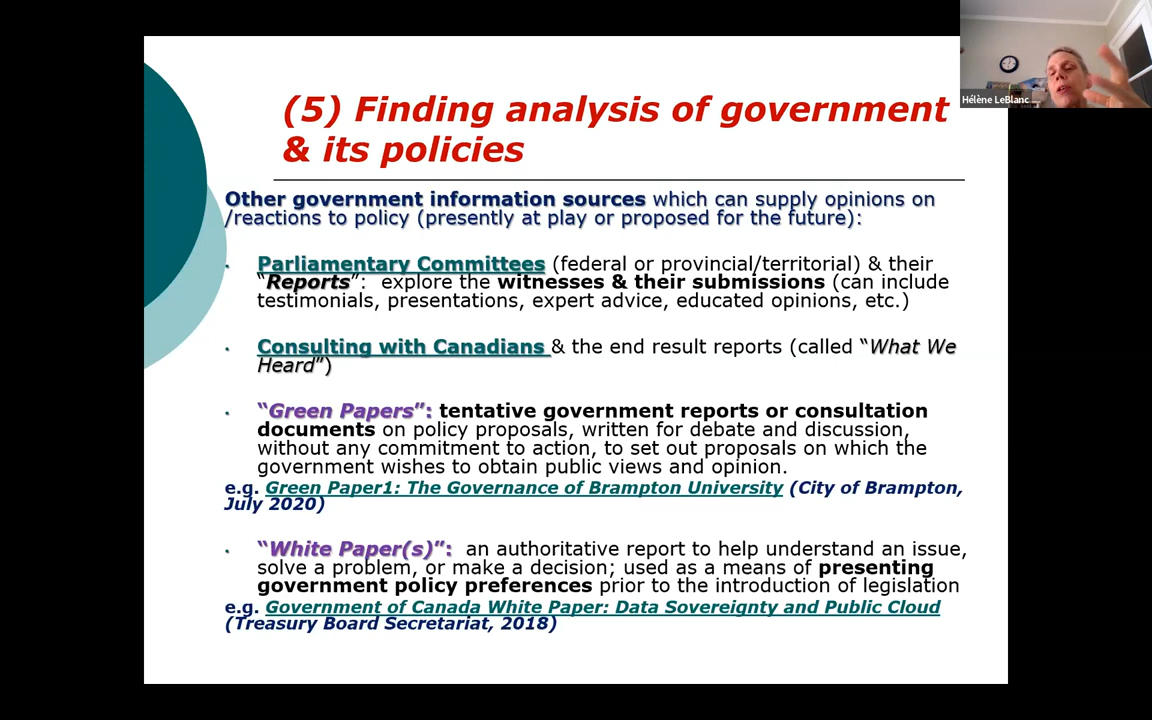 Hélène LeBlanc ...
(5) Finding analysis of government
& its policies
Other government information sources which can supply opinions on
/reactions to policy (presently at play or proposed for the future):
• Parliamentary Committees (federal or provincial/territorial) & their
“Reports”: explore the witnesses & their submissions (can include
testimonials, presentations, expert advice, educated opinions, etc.)
• Consulting with Canadians & the end result reports (called “What We
Heard”)
• “Green Papers”: tentative government reports or consultation
documents on policy proposals, written for debate and discussion,
without any commitment to action, to set out proposals on which the
government wishes to obtain public views and opinion.
e.g. Green Paper1: The Governance of Brampton University (City of Brampton,
July 2020)
• “White Paper(s)”: an authoritative report to help understand an issue,
solve a problem, or make a decision; used as a means of presenting
government policy preferences prior to the introduction of legislation
e.g. Government of Canada White Paper: Data Sovereignty and Public Cloud
(Treasury Board Secretariat, 2018)